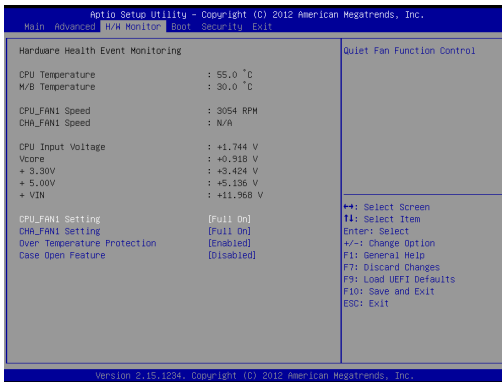 Aptio Setup Utility – Copyright (C) 2012 American Megatrends, Inc.
Main Advanced H/W Monitor Boot Security Exit
Hardware Health Event Monitoring
Quiet Fan Function Control
CPU Temperature : 55.0 °C
M/B Temperature : 30.0 °C
CPU_FAN1 Speed : 3054 RPM
CHA_FAN1 Speed : N/A
CPU Input Voltage : +1.744 V
Vcore : +0.918 V
+ 3.30V : +3.424 V
+ 5.00V : +5.136 V
+ VIN : +11.968 V
CPU_FAN1 Setting [Full On]
CHA_FAN1 Setting [Full On]
Over Temperature Protection [Enabled]
Case Open Feature [Disabled]
↔: Select Screen
↑↓: Select Item
Enter: Select
+/-: Change Option
F1: General Help
F7: Discard Changes
F9: Load UEFI Defaults
F10: Save and Exit
ESC: Exit
Version 2.15.1234. Copyright (C) 2012 American Megatrends, Inc.